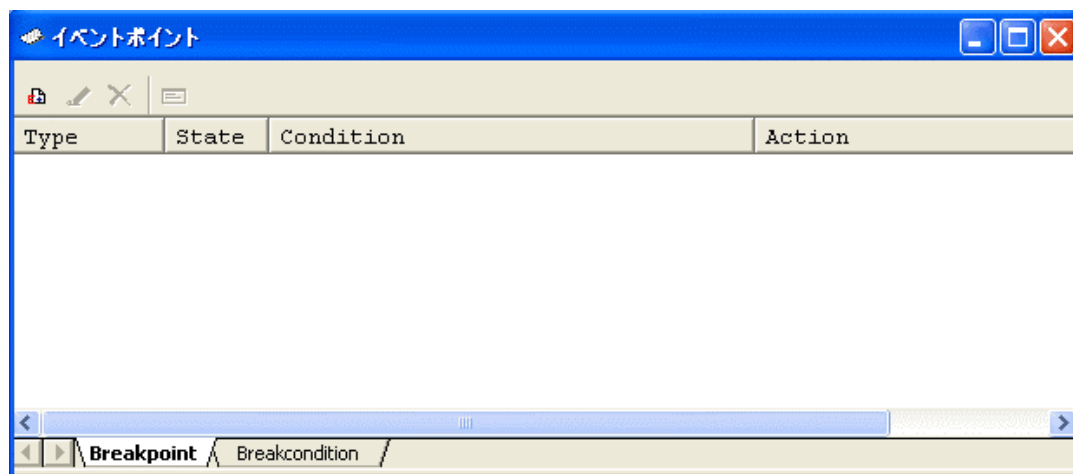 イベントポイント
Type State Condition Action
Breakpoint Breakcondition